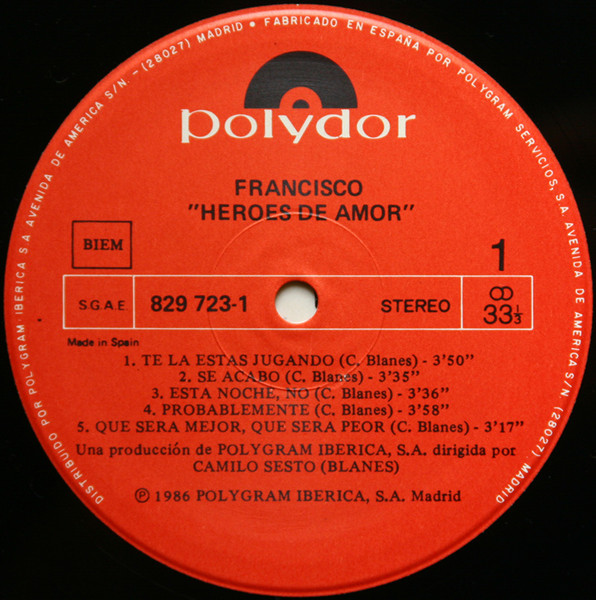 DISTRIBUIDO POR POLYGRAM-IBERICA S.A AVENIDA DE AMERICA S/N - (28027) MADRID • FABRICADO EN ESPAÑA POR POLYGRAM SERVICIOS, S.A. AVENIDA DE AMERICA S/N (28027). MADRID
polydor
FRANCISCO
"HEROES DE AMOR"
BIEM
1
S.G.A.E.
829 723-1
STEREO
33⅓
Made in Spain
1. TE LA ESTAS JUGANDO (C. Blanes) - 3'50"
2. SE ACABO (C. Blanes) - 3'35"
3. ESTA NOCHE, NO (C. Blanes) - 3'36"
4. PROBABLEMENTE (C. Blanes) - 3'58"
5. QUE SERA MEJOR, QUE SERA PEOR (C. Blanes) - 3'17"
Una producción de POLYGRAM IBERICA, S.A. dirigida por
CAMILO SESTO (BLANES)
℗ 1986 POLYGRAM IBERICA, S.A. Madrid